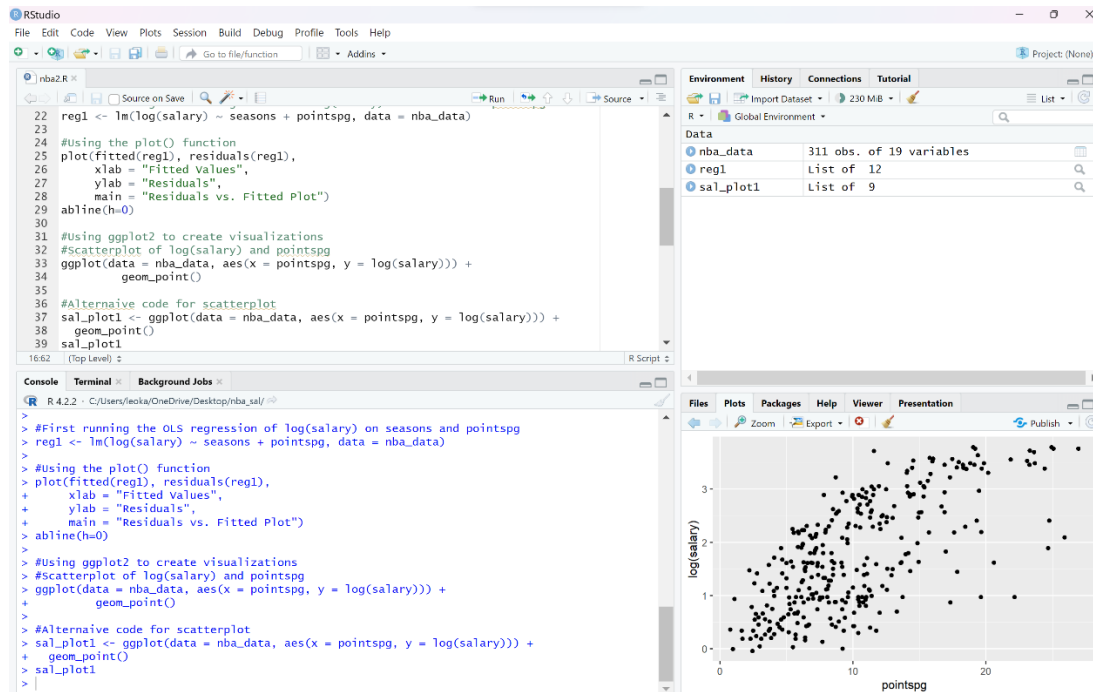 RStudio
File Edit Code View Plots Session Build Debug Profile Tools Help
Go to file/function Addins Project: (None)
nba2.R
Source on Save Run Source
22 reg1 <- lm(log(salary) ~ seasons + pointspg, data = nba_data)
23
24 #Using the plot() function
25 plot(fitted(reg1), residuals(reg1),
26 xlab = "Fitted Values",
27 ylab = "Residuals",
28 main = "Residuals vs. Fitted Plot")
29 abline(h=0)
30
31 #Using ggplot2 to create visualizations
32 #Scatterplot of log(salary) and pointspg
33 ggplot(data = nba_data, aes(x = pointspg, y = log(salary))) +
34 geom_point()
35
36 #Alternaive code for scatterplot
37 sal_plot1 <- ggplot(data = nba_data, aes(x = pointspg, y = log(salary))) +
38 geom_point()
39 sal_plot1
16:62 (Top Level) R Script
Console Terminal Background Jobs
R 4.2.2 · C:/Users/leoka/OneDrive/Desktop/nba_sal/
>
> #First running the OLS regression of log(salary) on seasons and pointspg
> reg1 <- lm(log(salary) ~ seasons + pointspg, data = nba_data)
>
> #Using the plot() function
> plot(fitted(reg1), residuals(reg1),
+ xlab = "Fitted Values",
+ ylab = "Residuals",
+ main = "Residuals vs. Fitted Plot")
> abline(h=0)
>
> #Using ggplot2 to create visualizations
> #Scatterplot of log(salary) and pointspg
> ggplot(data = nba_data, aes(x = pointspg, y = log(salary))) +
+ geom_point()
>
> #Alternaive code for scatterplot
> sal_plot1 <- ggplot(data = nba_data, aes(x = pointspg, y = log(salary))) +
+ geom_point()
> sal_plot1
>
Environment History Connections Tutorial
Import Dataset 230 MiB List
R Global Environment
Data
nba_data 311 obs. of 19 variables
reg1 List of 12
sal_plot1 List of 9
Files Plots Packages Help Viewer Presentation
Zoom Export Publish
3
2
1
0
log(salary)
0 10 20
pointspg